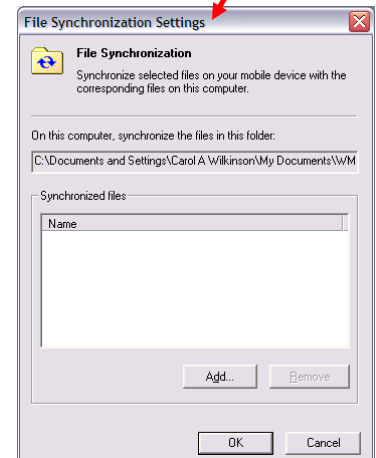 File Synchronization Settings
File Synchronization
Synchronize selected files on your mobile device with the
corresponding files on this computer.
On this computer, synchronize the files in this folder:
C:\Documents and Settings\Carol A Wilkinson\My Documents\WM
Synchronized files
Name
Add...
Remove
OK
Cancel